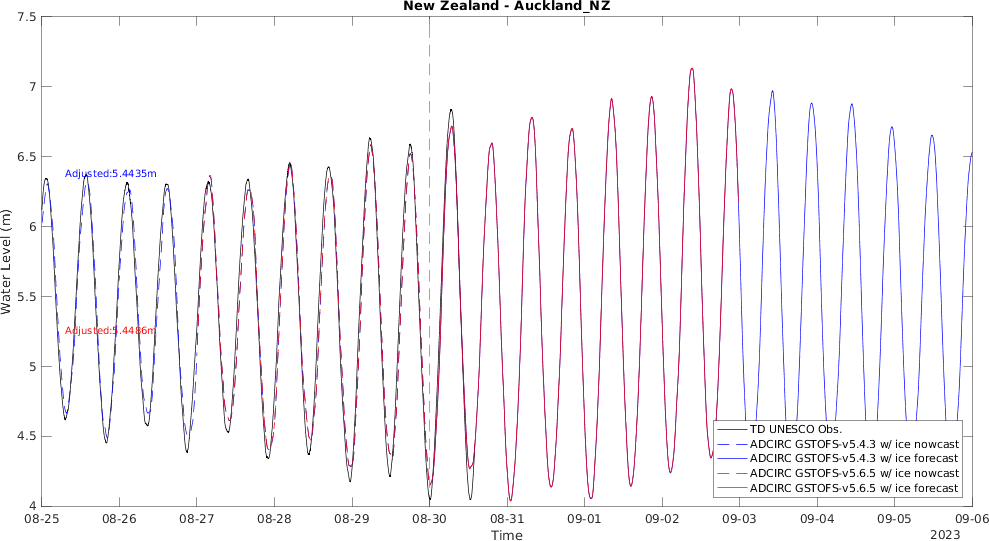 New Zealand - Auckland_NZ
7.5
7
6.5
6
5.5
5
4.5
4
Water Level (m)
Adjusted:5.4435m
Adjusted:5.4486m
TD UNESCO Obs.
ADCIRC GSTOFS-v5.4.3 w/ ice nowcast
ADCIRC GSTOFS-v5.4.3 w/ ice forecast
ADCIRC GSTOFS-v5.6.5 w/ ice nowcast
ADCIRC GSTOFS-v5.6.5 w/ ice forecast
08-25 08-26 08-27 08-28 08-29 08-30 08-31 09-01 09-02 09-03 09-04 09-05 09-06
Time
2023